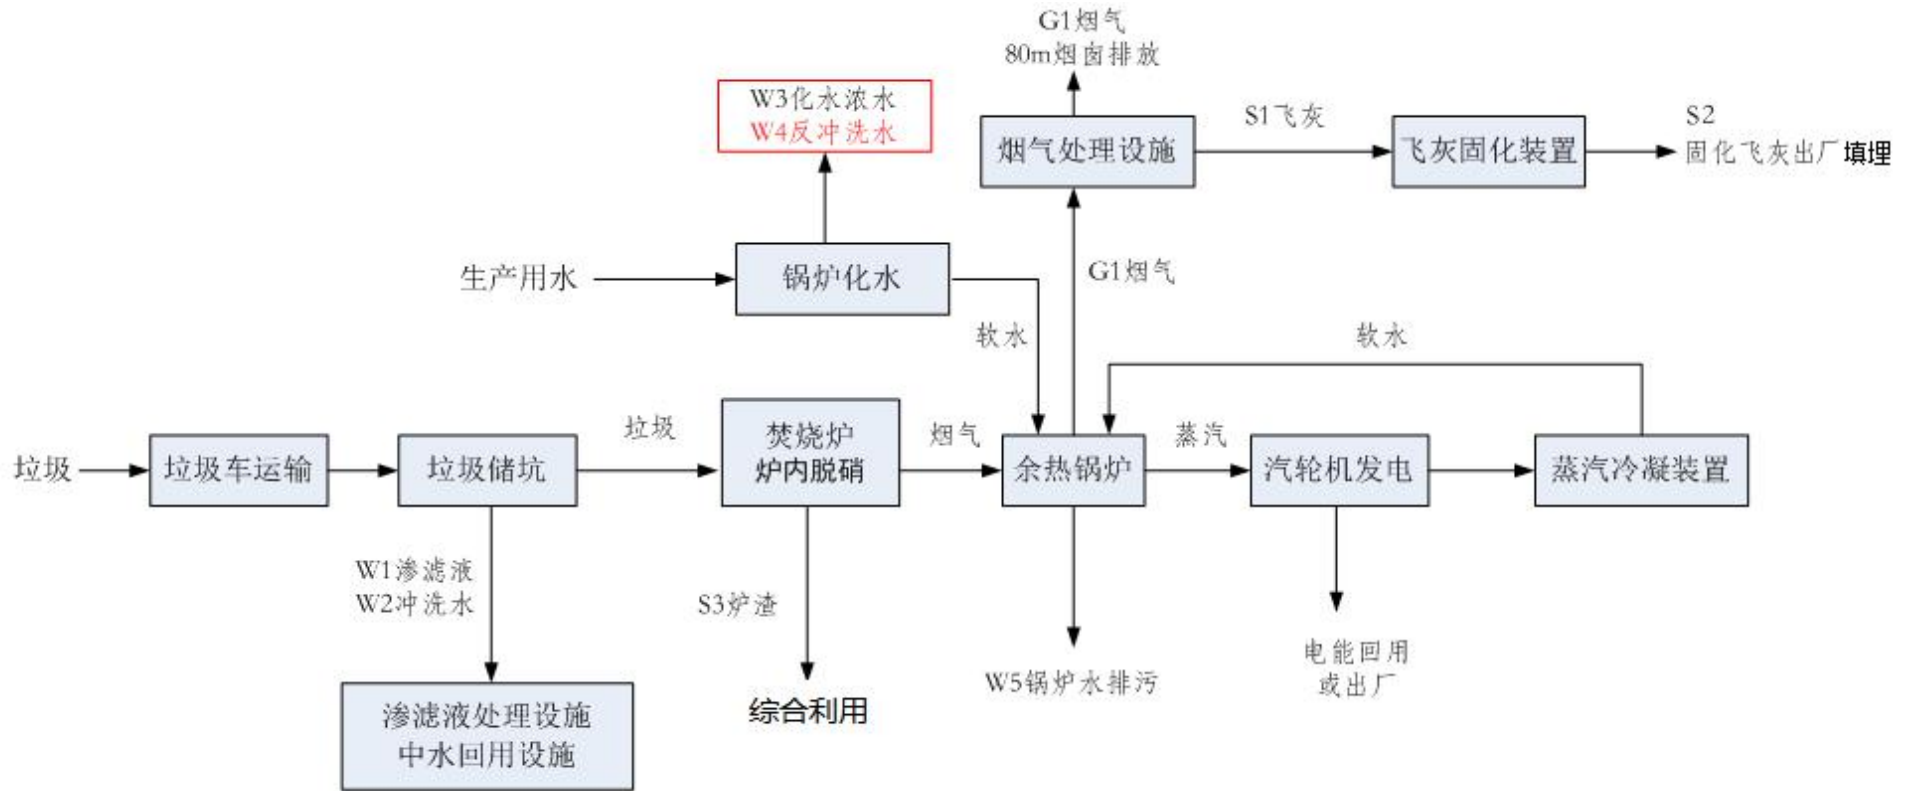 G1烟气
80m烟囱排放
W3化水浓水
W4反冲洗水
烟气处理设施
S1飞灰
飞灰固化装置
S2
固化飞灰出厂填埋
生产用水
锅炉化水
G1烟气
软水
软水
垃圾
垃圾车运输
垃圾储坑
垃圾
焚烧炉
炉内脱硝
烟气
余热锅炉
蒸汽
汽轮机发电
蒸汽冷凝装置
W1渗滤液
W2冲洗水
S3炉渣
W5锅炉水排污
电能回用
或出厂
渗滤液处理设施
中水回用设施
综合利用